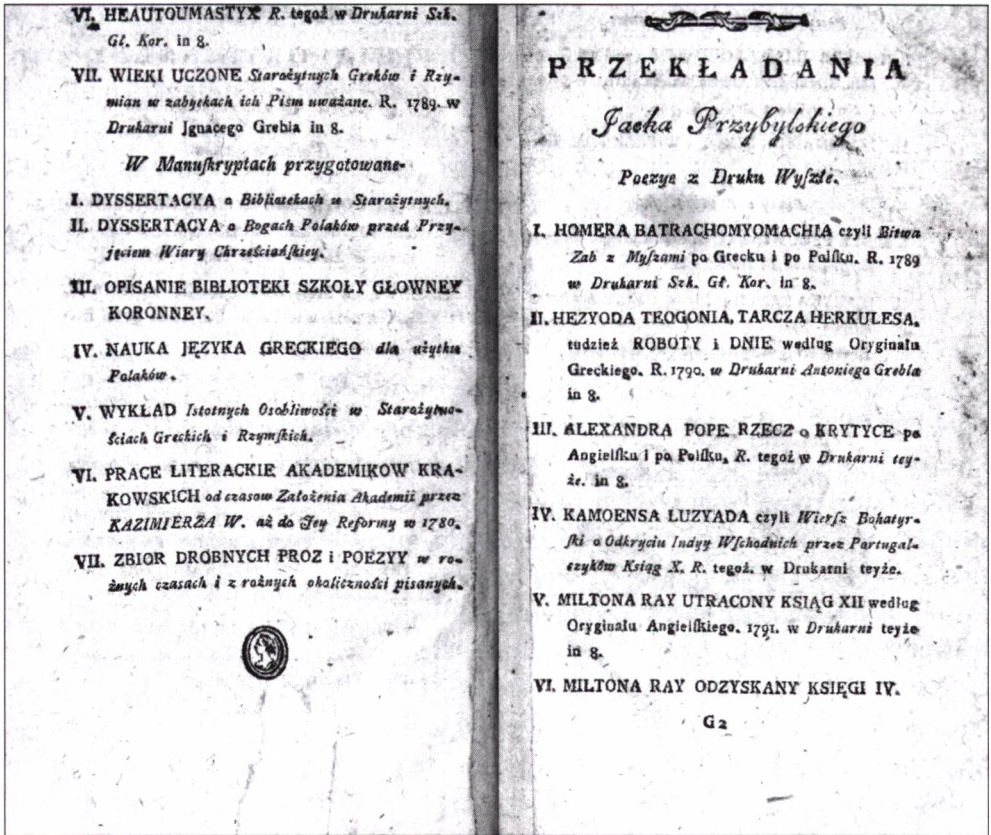 VI. HEAUTOUMASTYX R. tegoż w Drukarni Szk.
Gł. Kor. in 8.
VII. WIEKI UCZONE Starożytnych Greków i Rzy-
mian w zabytkach ich Pism uważane. R. 1789. w
Drukarni Jgnacego Grebla in 8.
W Manuſkryptach przygotowane.
I. DYSSERTACYA o Bibliotekach w Starożytnych.
II. DYSSERTACYA o Bogach Polaków przed Przy-
jęciem Wiary Chrześciańſkiey.
III. OPISANIE BIBLIOTEKI SZKOŁY GŁOWNEY
KORONNEY.
IV. NAUKA JĘZYKA GRECKIEGO dla użytku
Polaków.
V. WYKŁAD Istotnych Osobliwości w Starożytno-
ściach Greckich i Rzymſkich.
VI. PRACE LITERACKIE AKADEMIKOW KRA-
KOWSKICH od czasow Założenia Akademii przez
KAZIMIERZA W. aż do Jey Reformy w 1780.
VII. ZBIOR DROBNYCH PROZ i POEZYY w ro-
żnych czasach i z rożnych okoliczności pisanych.
PRZEKŁADANIA
Jacka Przybylſkiego
Poezye z Druku Wyſzłe.
I. HOMERA BATRACHOMYOMACHIA czyli Bitwa
Żab z Myſzami po Grecku i po Polſku. R. 1789
w Drukarni Szk. Gł. Kor. in 8.
II. HEZYODA TEOGONIA, TARCZA HERKULESA,
tudzież ROBOTY i DNIE według Oryginału
Greckiego. R. 1790. w Drukarni Antoniego Grebla
in 8.
III. ALEXANDRA POPE RZECZ o KRYTYCE po
Angielſku i po Polſku, R. tegoż w Drukarni tey-
że. in 8.
IV. KAMOENSA LUZYADA czyli Wierſz Bohatyr-
ſki o Odkryciu Indyy Wſchodnich przez Portugal-
czyków Ksiąg X. R. tegoż. w Drukarni teyże.
V. MILTONA RAY UTRACONY KSIĄG XII według
Oryginału Angielſkiego. 1791. w Drukarni teyże
in 8.
VI. MILTONA RAY ODZYSKANY KSIĘGI IV.
G2